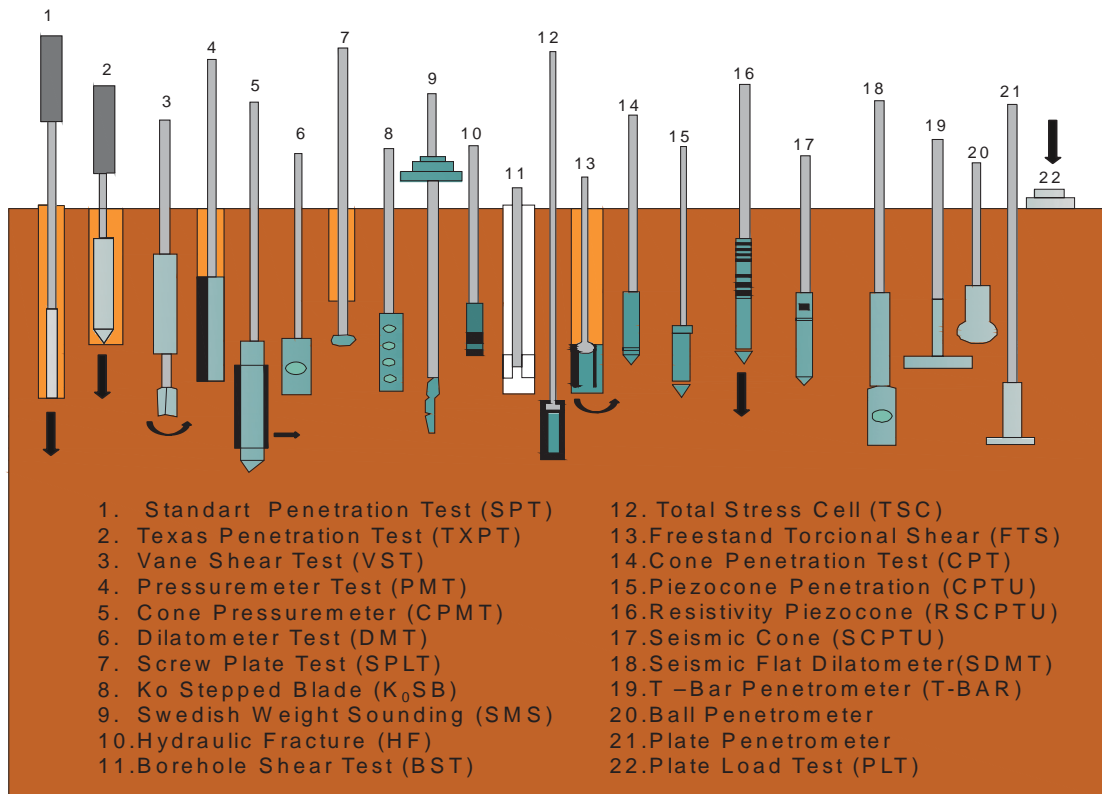 1
2
3
4
5
6
7
8
9
10
11
12
13
14
15
16
17
18
19
20
21
22
1. Standart Penetration Test (SPT)
2. Texas Penetration Test (TXPT)
3. Vane Shear Test (VST)
4. Pressuremeter Test (PMT)
5. Cone Pressuremeter (CPMT)
6. Dilatometer Test (DMT)
7. Screw Plate Test (SPLT)
8. Ko Stepped Blade (K₀SB)
9. Swedish Weight Sounding (SMS)
10.Hydraulic Fracture (HF)
11.Borehole Shear Test (BST)
12. Total Stress Cell (TSC)
13.Freestand Torcional Shear (FTS)
14.Cone Penetration Test (CPT)
15.Piezocone Penetration (CPTU)
16.Resistivity Piezocone (RSCPTU)
17.Seismic Cone (SCPTU)
18.Seismic Flat Dilatometer(SDMT)
19.T –Bar Penetrometer (T-BAR)
20.Ball Penetrometer
21.Plate Penetrometer
22.Plate Load Test (PLT)